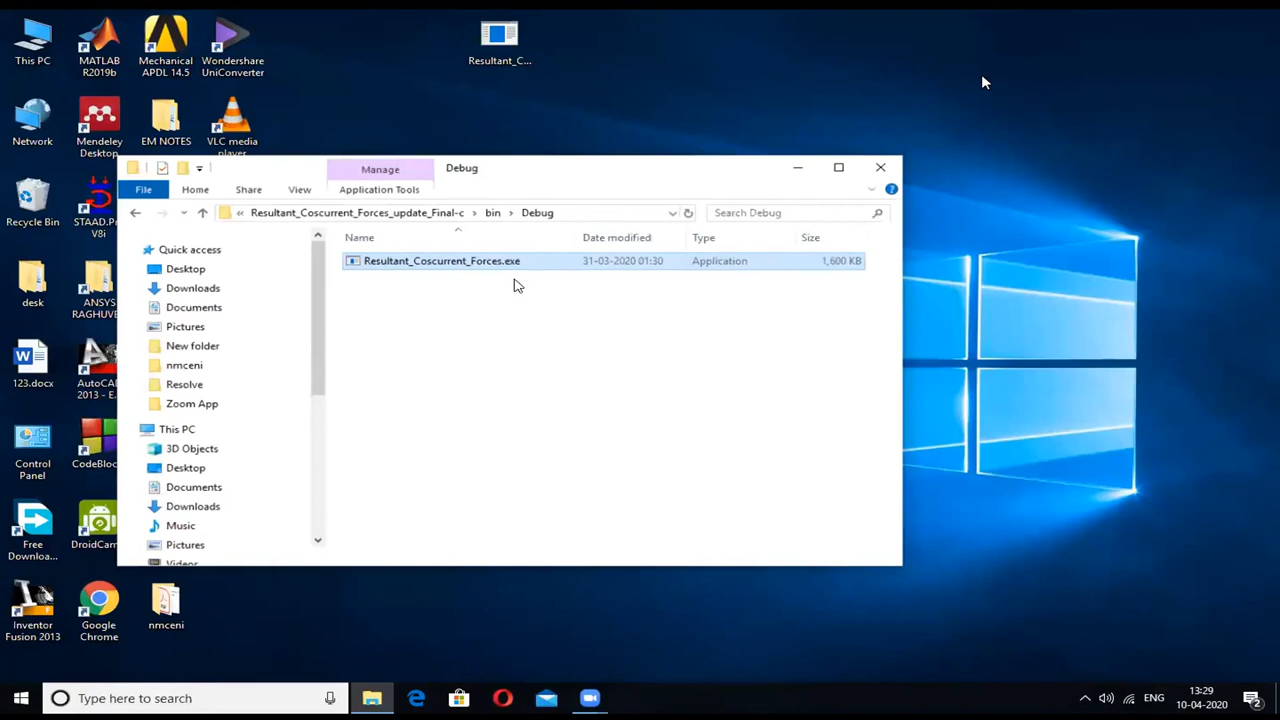 This PC
MATLAB
R2019b
Mechanical
APDL 14.5
Wondershare
UniConverter
Resultant_C...
Network
Mendeley
Desktop
EM NOTES
VLC media
player
Manage
Debug
File
Home
Share
View
Application Tools
Recycle Bin
STAAD.Pr
V8i
« Resultant_Coscurrent_Forces_update_Final-c > bin > Debug
Search Debug
Name
Date modified
Type
Size
Quick access
Resultant_Coscurrent_Forces.exe
31-03-2020 01:30
Application
1,600 KB
Desktop
Downloads
Documents
Pictures
New folder
nmceni
Resolve
Zoom App
This PC
3D Objects
Desktop
Documents
Downloads
Music
Pictures
Videos
desk
ANSYS
RAGHUVE
123.docx
AutoCAD
2013 - E...
Control
Panel
CodeBloc
Free
Downloa...
DroidCam
Inventor
Fusion 2013
Google
Chrome
nmceni
Type here to search
ENG
13:29
10-04-2020
2